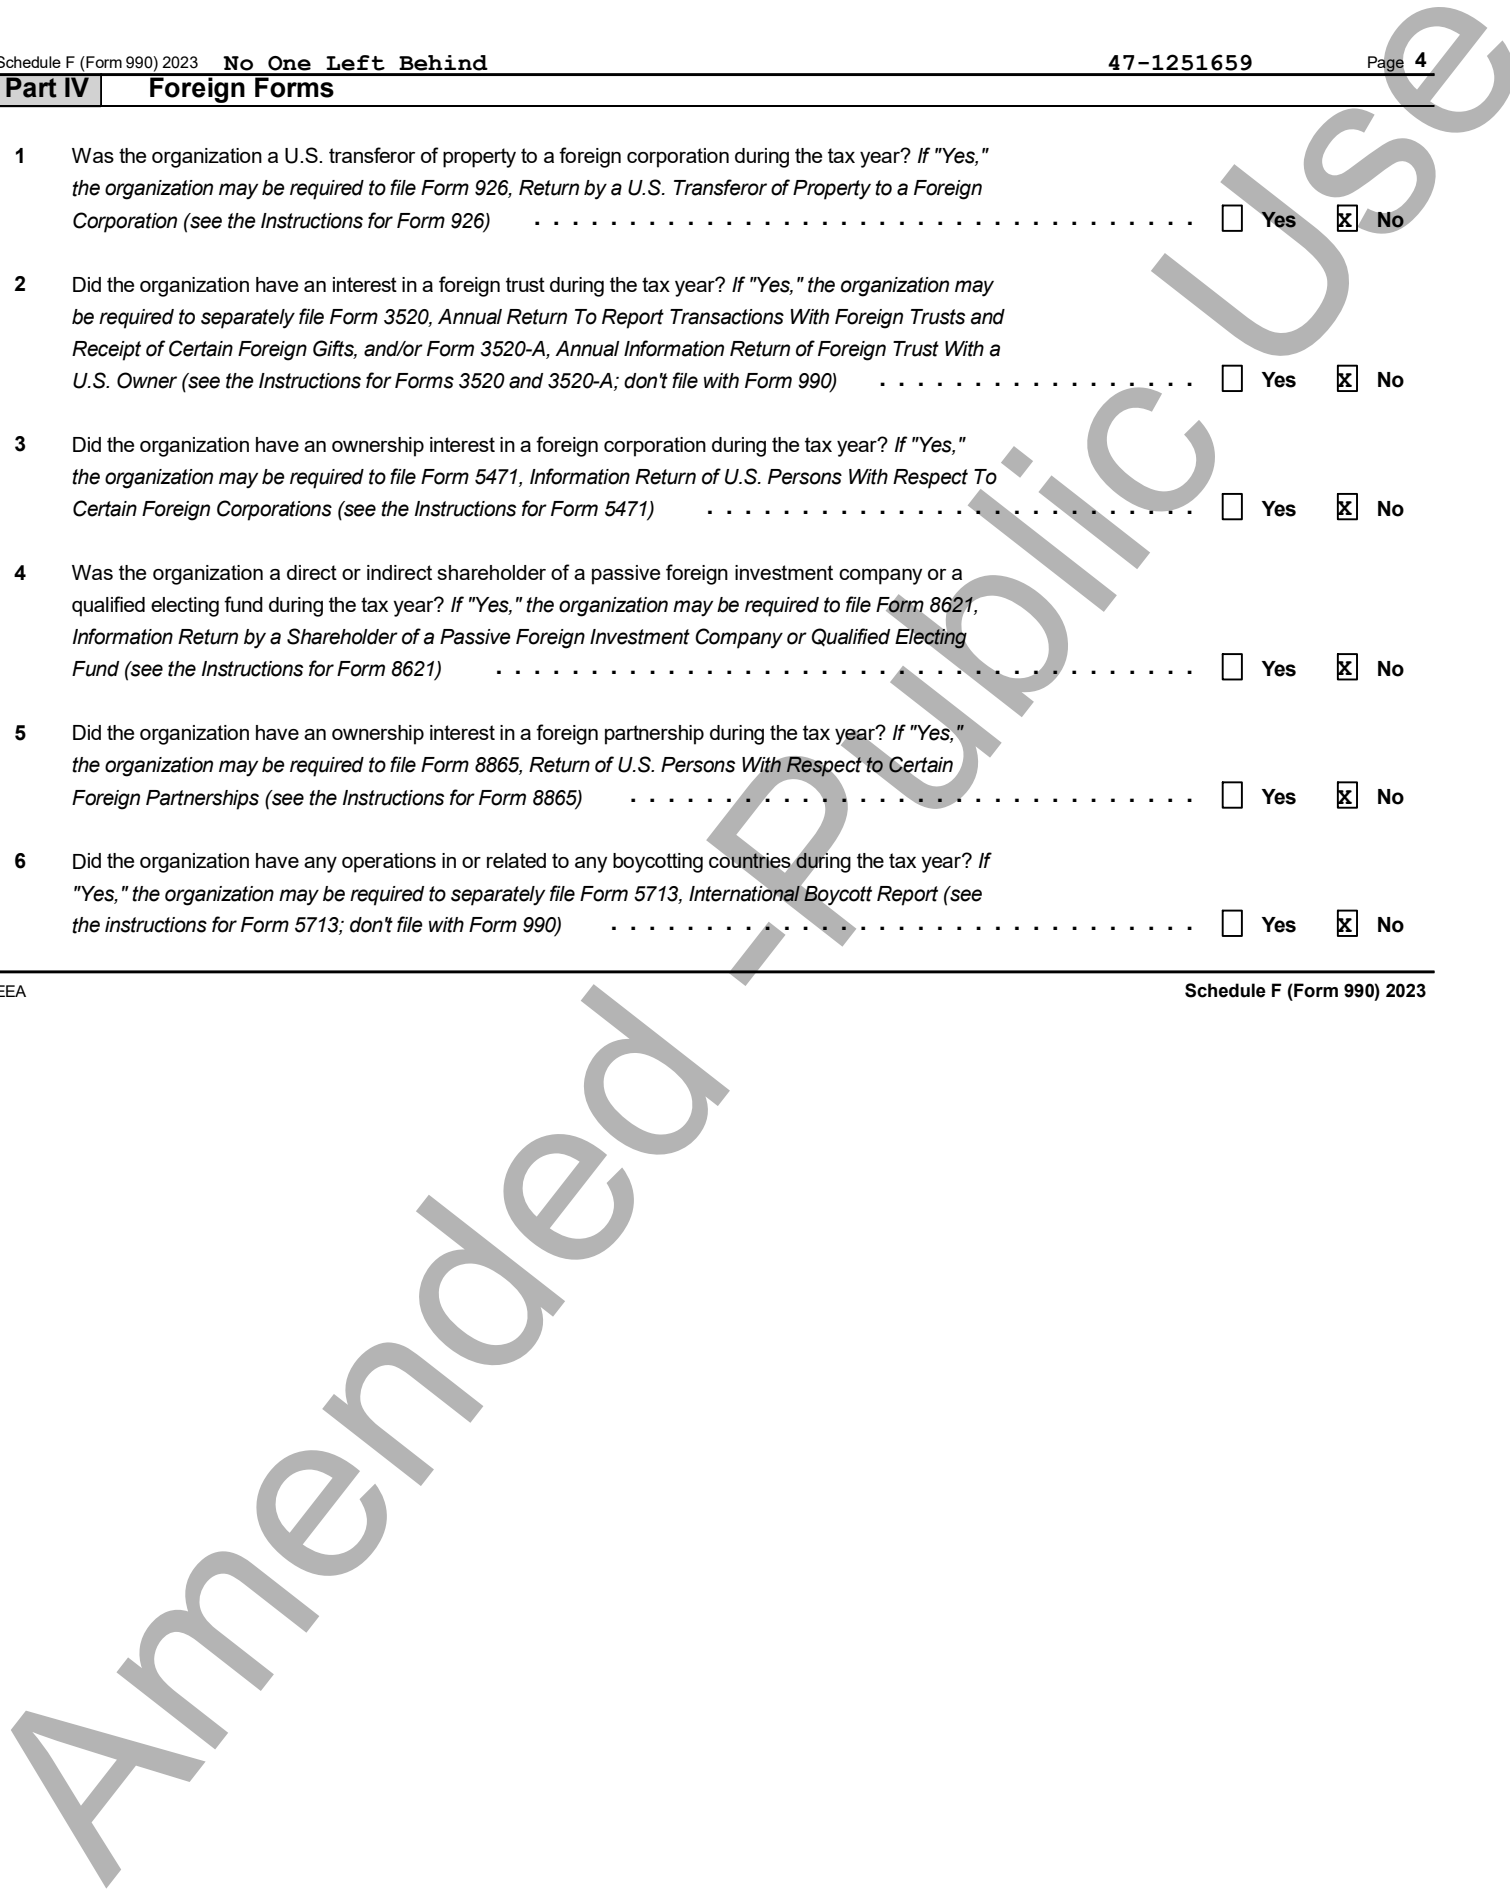 Schedule F (Form 990) 2023 No One Left Behind 47-1251659 Page 4
Part IV Foreign Forms
1 Was the organization a U.S. transferor of property to a foreign corporation during the tax year? If "Yes,"
the organization may be required to file Form 926, Return by a U.S. Transferor of Property to a Foreign
Corporation (see the Instructions for Form 926) . . . . . . . . . . . . . . . . . . . . . . . . . . . . . . . . . . . Yes X No
2 Did the organization have an interest in a foreign trust during the tax year? If "Yes," the organization may
be required to separately file Form 3520, Annual Return To Report Transactions With Foreign Trusts and
Receipt of Certain Foreign Gifts, and/or Form 3520-A, Annual Information Return of Foreign Trust With a
U.S. Owner (see the Instructions for Forms 3520 and 3520-A; don't file with Form 990) . . . . . . . . . . . . . . . . . Yes X No
3 Did the organization have an ownership interest in a foreign corporation during the tax year? If "Yes,"
the organization may be required to file Form 5471, Information Return of U.S. Persons With Respect To
Certain Foreign Corporations (see the Instructions for Form 5471) . . . . . . . . . . . . . . . . . . . . . . . . . . Yes X No
4 Was the organization a direct or indirect shareholder of a passive foreign investment company or a
qualified electing fund during the tax year? If "Yes," the organization may be required to file Form 8621,
Information Return by a Shareholder of a Passive Foreign Investment Company or Qualified Electing
Fund (see the Instructions for Form 8621) . . . . . . . . . . . . . . . . . . . . . . . . . . . . . . . . . . . . . Yes X No
5 Did the organization have an ownership interest in a foreign partnership during the tax year? If "Yes,"
the organization may be required to file Form 8865, Return of U.S. Persons With Respect to Certain
Foreign Partnerships (see the Instructions for Form 8865) . . . . . . . . . . . . . . . . . . . . . . . . . . . . . . Yes X No
6 Did the organization have any operations in or related to any boycotting countries during the tax year? If
"Yes," the organization may be required to separately file Form 5713, International Boycott Report (see
the instructions for Form 5713; don't file with Form 990) . . . . . . . . . . . . . . . . . . . . . . . . . . . . . . . Yes X No
EEA Schedule F (Form 990) 2023
Amended -Public Use